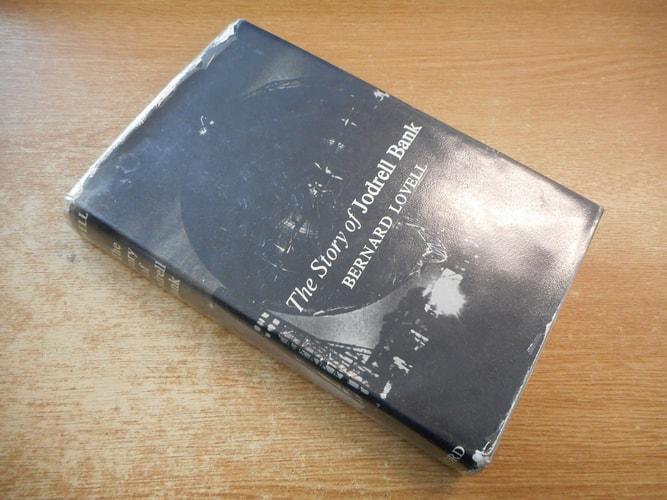 The Story of Jodrell Bank
BERNARD LOVELL